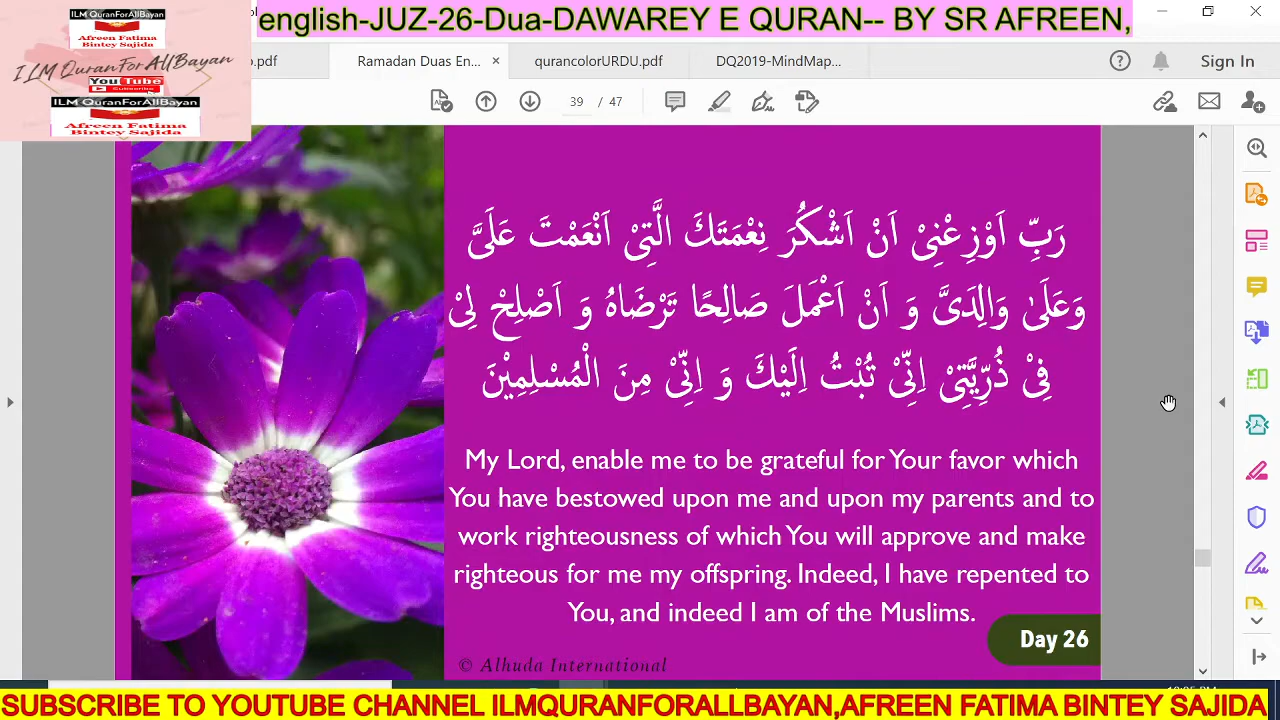 english-JUZ-26-Dua DAWAREY E QURAN-- BY SRAFREEN,
ILM QuranForAllBayan
Afreen Fatima
Bintey Sajida
ILM QuranForAllBayan
YouTube
Subscribe
ILM QuranForAllBayan
Afreen Fatima
Bintey Sajida
.pdf
Ramadan Duas En... ×
qurancolorURDU.pdf
DQ2019-MindMap...
Sign In
39 / 47
رَبِّ اَوْزِعْنِىْ اَنْ اَشْكُرَ نِعْمَتَكَ الَّتِىْ اَنْعَمْتَ عَلَىَّ
وَعَلَىٰ وَالِدَىَّ وَ اَنْ اَعْمَلَ صَالِحًا تَرْضَاهُ وَ اَصْلِحْ لِىْ
فِىْ ذُرِّيَّتِىْ اِنِّىْ تُبْتُ اِلَيْكَ وَ اِنِّىْ مِنَ الْمُسْلِمِيْنَ
My Lord, enable me to be grateful for Your favor which
You have bestowed upon me and upon my parents and to
work righteousness of which You will approve and make
righteous for me my offspring. Indeed, I have repented to
You, and indeed I am of the Muslims.
Day 26
© Alhuda International
SUBSCRIBE TO YOUTUBE CHANNEL ILMQURANFORALLBAYAN,AFREEN FATIMA BINTEY SAJIDA